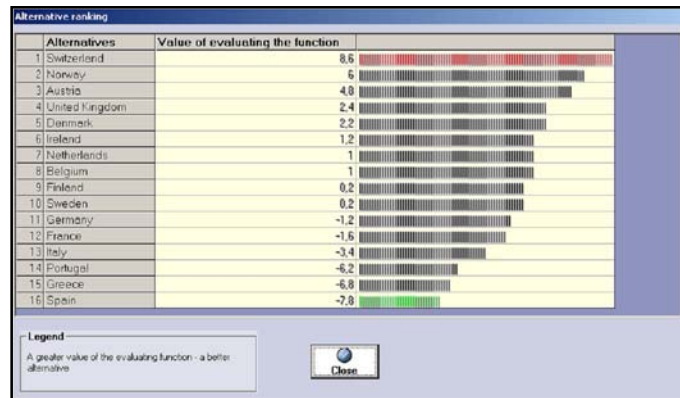 Alternative ranking
Alternatives Value of evaluating the function
1 Switzerland 8,6
2 Norway 6
3 Austria 4,8
4 United Kingdom 2,4
5 Denmark 2,2
6 Ireland 1,2
7 Netherlands 1
8 Belgium 1
9 Finland 0,2
10 Sweden 0,2
11 Germany -1,2
12 France -1,6
13 Italy -3,4
14 Portugal -6,2
15 Greece -6,8
16 Spain -7,8
Legend
A greater value of the evaluating function - a better
alternative
Close